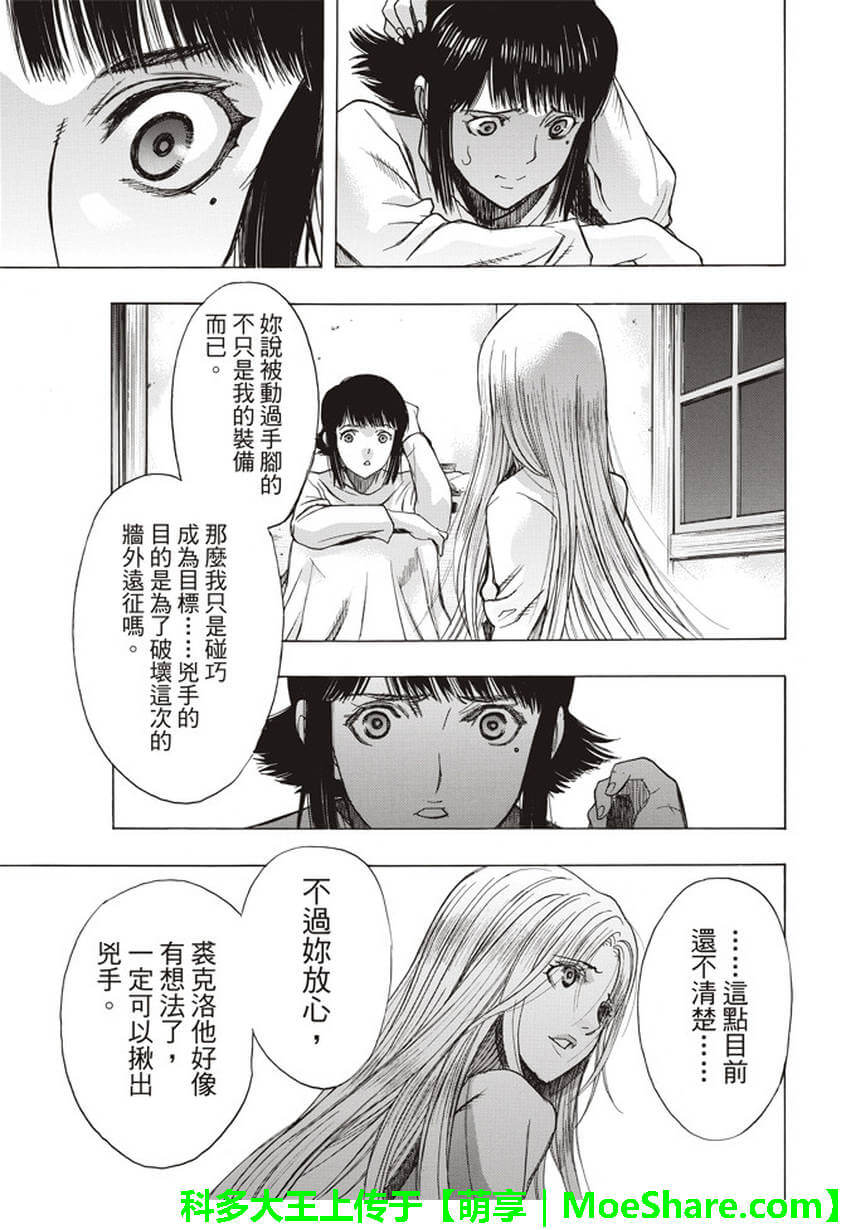 妳說被動過手腳的
不只是我的裝備
而已。
那麼我只是碰巧
成為目標……兇手的
目的是為了破壞這次的
牆外遠征嗎。
……這點目前
還不清楚……
不過妳放心，
裘克洛他好像
有想法了，
一定可以揪出
兇手。
科多大王上传于【萌享｜MoeShare.com】